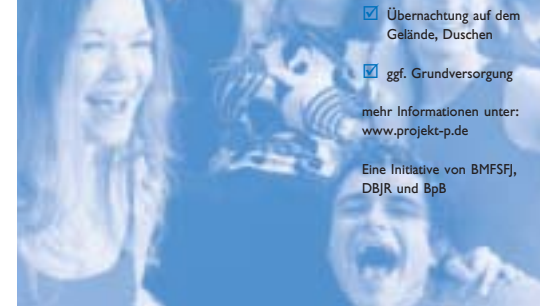 ☑ Übernachtung auf dem
Gelände, Duschen
☑ ggf. Grundversorgung
mehr Informationen unter:
www.projekt-p.de
Eine Initiative von BMFSFJ,
DBJR und BpB